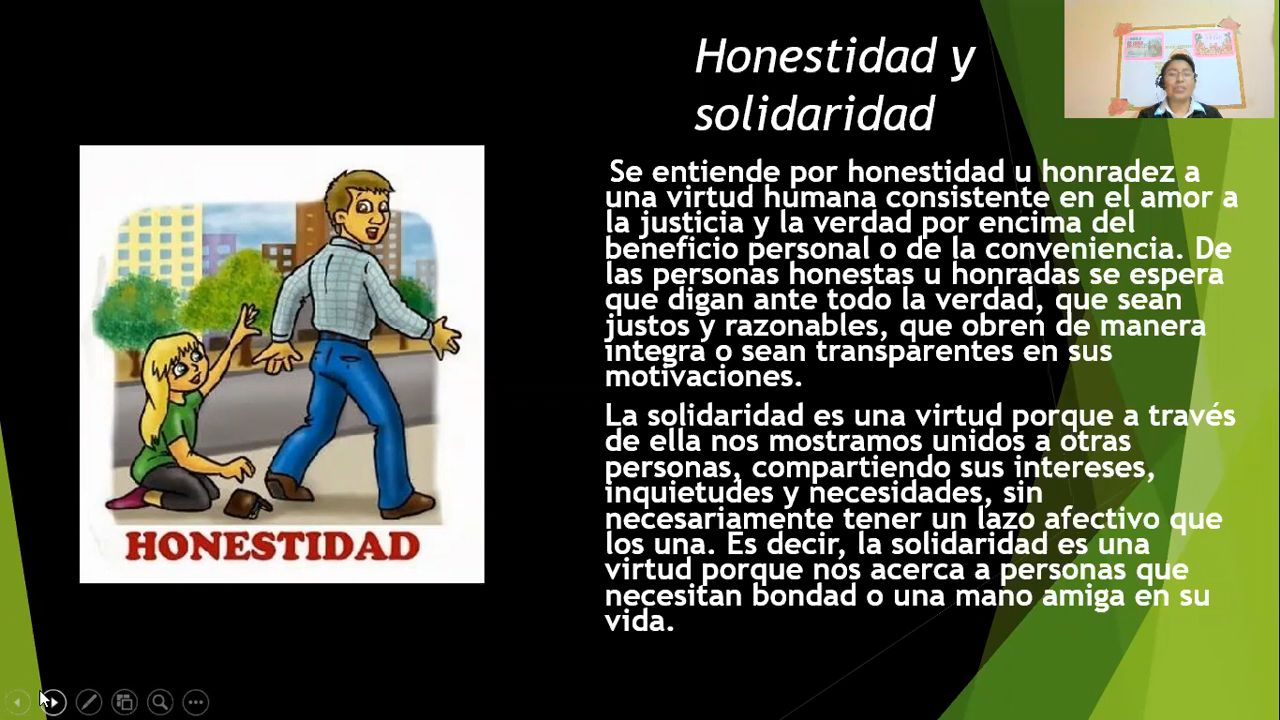 Honestidad y
solidaridad
Se entiende por honestidad u honradez a
una virtud humana consistente en el amor a
la justicia y la verdad por encima del
beneficio personal o de la conveniencia. De
las personas honestas u honradas se espera
que digan ante todo la verdad, que sean
justos y razonables, que obren de manera
integra o sean transparentes en sus
motivaciones.
La solidaridad es una virtud porque a través
de ella nos mostramos unidos a otras
personas, compartiendo sus intereses,
inquietudes y necesidades, sin
necesariamente tener un lazo afectivo que
los una. Es decir, la solidaridad es una
virtud porque nos acerca a personas que
necesitan bondad o una mano amiga en su
vida.
HONESTIDAD